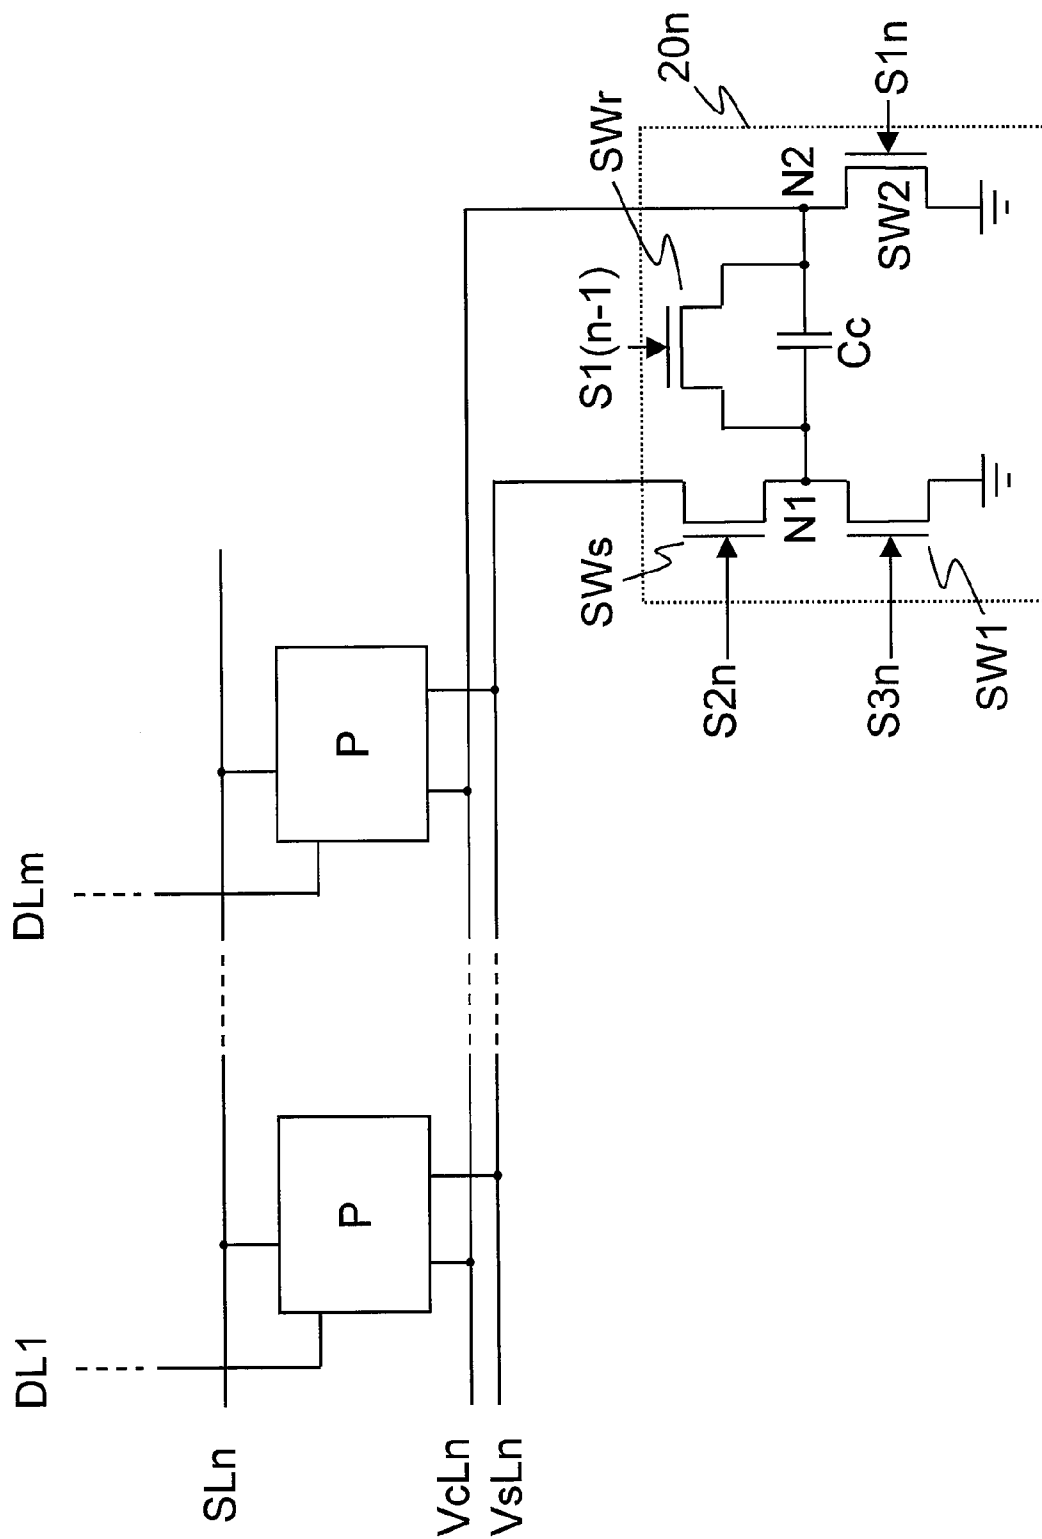 DL1
DLm
SLn
P
P
VcLn
VsLn
20n
SWr
S1(n-1)
S1n
N2
SW2
Cc
SWs
N1
S2n
S3n
SW1